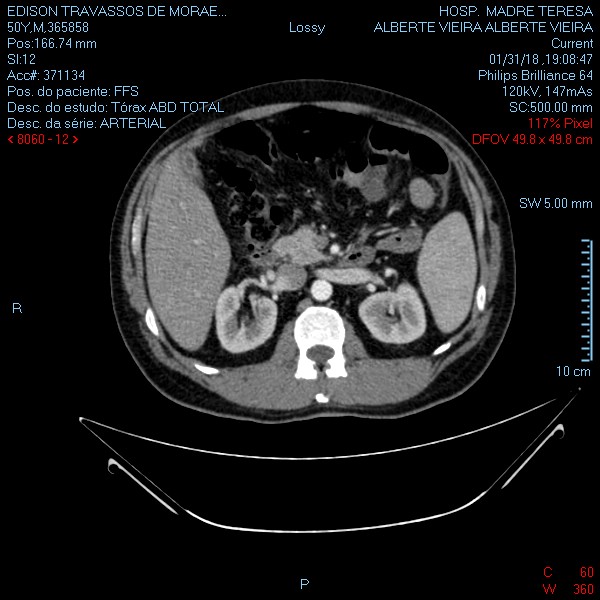 EDISON TRAVASSOS DE MORAE...
50Y,M,365858
Pos:166.74 mm
SI:12
Acc#: 371134
Pos. do paciente: FFS
Desc. do estudo: Tórax ABD TOTAL
Desc. da série: ARTERIAL
< 8060 - 12 >
Lossy
HOSP. MADRE TERESA
ALBERTE VIEIRA ALBERTE VIEIRA
Current
01/31/18 ,19:08:47
Philips Brilliance 64
120kV, 147mAs
SC:500.00 mm
117% Pixel
DFOV 49.8 x 49.8 cm
SW 5.00 mm
R
10 cm
P
C 60
W 360